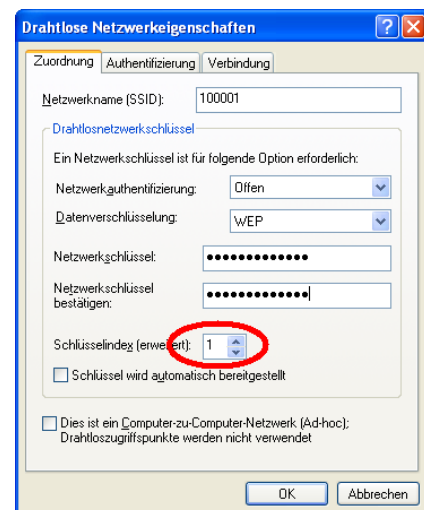 Drahtlose Netzwerkeigenschaften
Zuordnung Authentifizierung Verbindung
Netzwerkname (SSID): 100001
Drahtlosnetzwerkschlüssel
Ein Netzwerkschlüssel ist für folgende Option erforderlich:
Netzwerkauthentifizierung: Offen
Datenverschlüsselung: WEP
Netzwerkschlüssel: •••••••••••••
Netzwerkschlüssel
bestätigen: •••••••••••••
Schlüsselindex (erweitert): 1
Schlüssel wird automatisch bereitgestellt
Dies ist ein Computer-zu-Computer-Netzwerk (Ad-hoc);
Drahtloszugriffspunkte werden nicht verwendet
OK Abbrechen